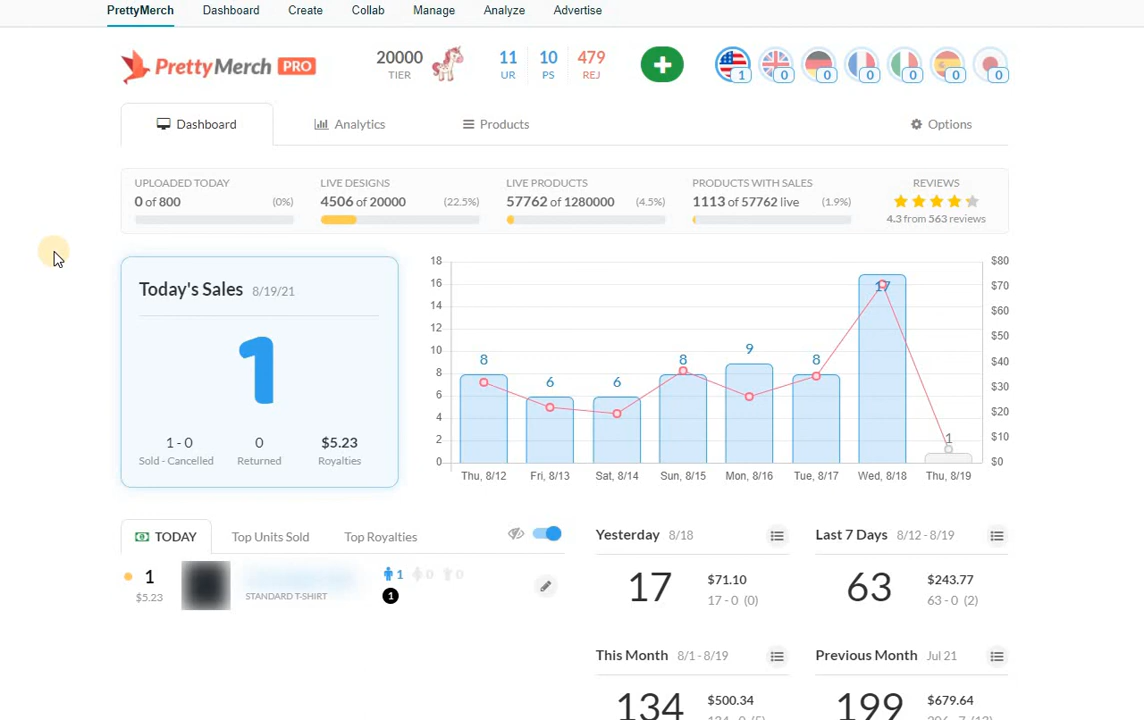 PrettyMerch Dashboard Create Collab Manage Analyze Advertise
PrettyMerch PRO
20000
TIER
11
UR
10
PS
479
REJ
1 0 0 0 0 0 0
Dashboard Analytics Products Options
UPLOADED TODAY
0 of 800 (0%)
LIVE DESIGNS
4506 of 20000 (22.5%)
LIVE PRODUCTS
57762 of 1280000 (4.5%)
PRODUCTS WITH SALES
1113 of 57762 live (1.9%)
REVIEWS
4.3 from 563 reviews
Today's Sales 8/19/21
1
1 - 0
Sold - Cancelled
0
Returned
$5.23
Royalties
18
16
14
12
10
8
6
4
2
0
8
6
6
8
9
8
17
1
$80
$70
$60
$50
$40
$30
$20
$10
$0
Thu, 8/12 Fri, 8/13 Sat, 8/14 Sun, 8/15 Mon, 8/16 Tue, 8/17 Wed, 8/18 Thu, 8/19
TODAY Top Units Sold Top Royalties
1
$5.23
STANDARD T-SHIRT
1 0 0
1
Yesterday 8/18
17
$71.10
17 - 0 (0)
Last 7 Days 8/12 - 8/19
63
$243.77
63 - 0 (2)
This Month 8/1 - 8/19
134
$500.34
Previous Month Jul 21
199
$679.64